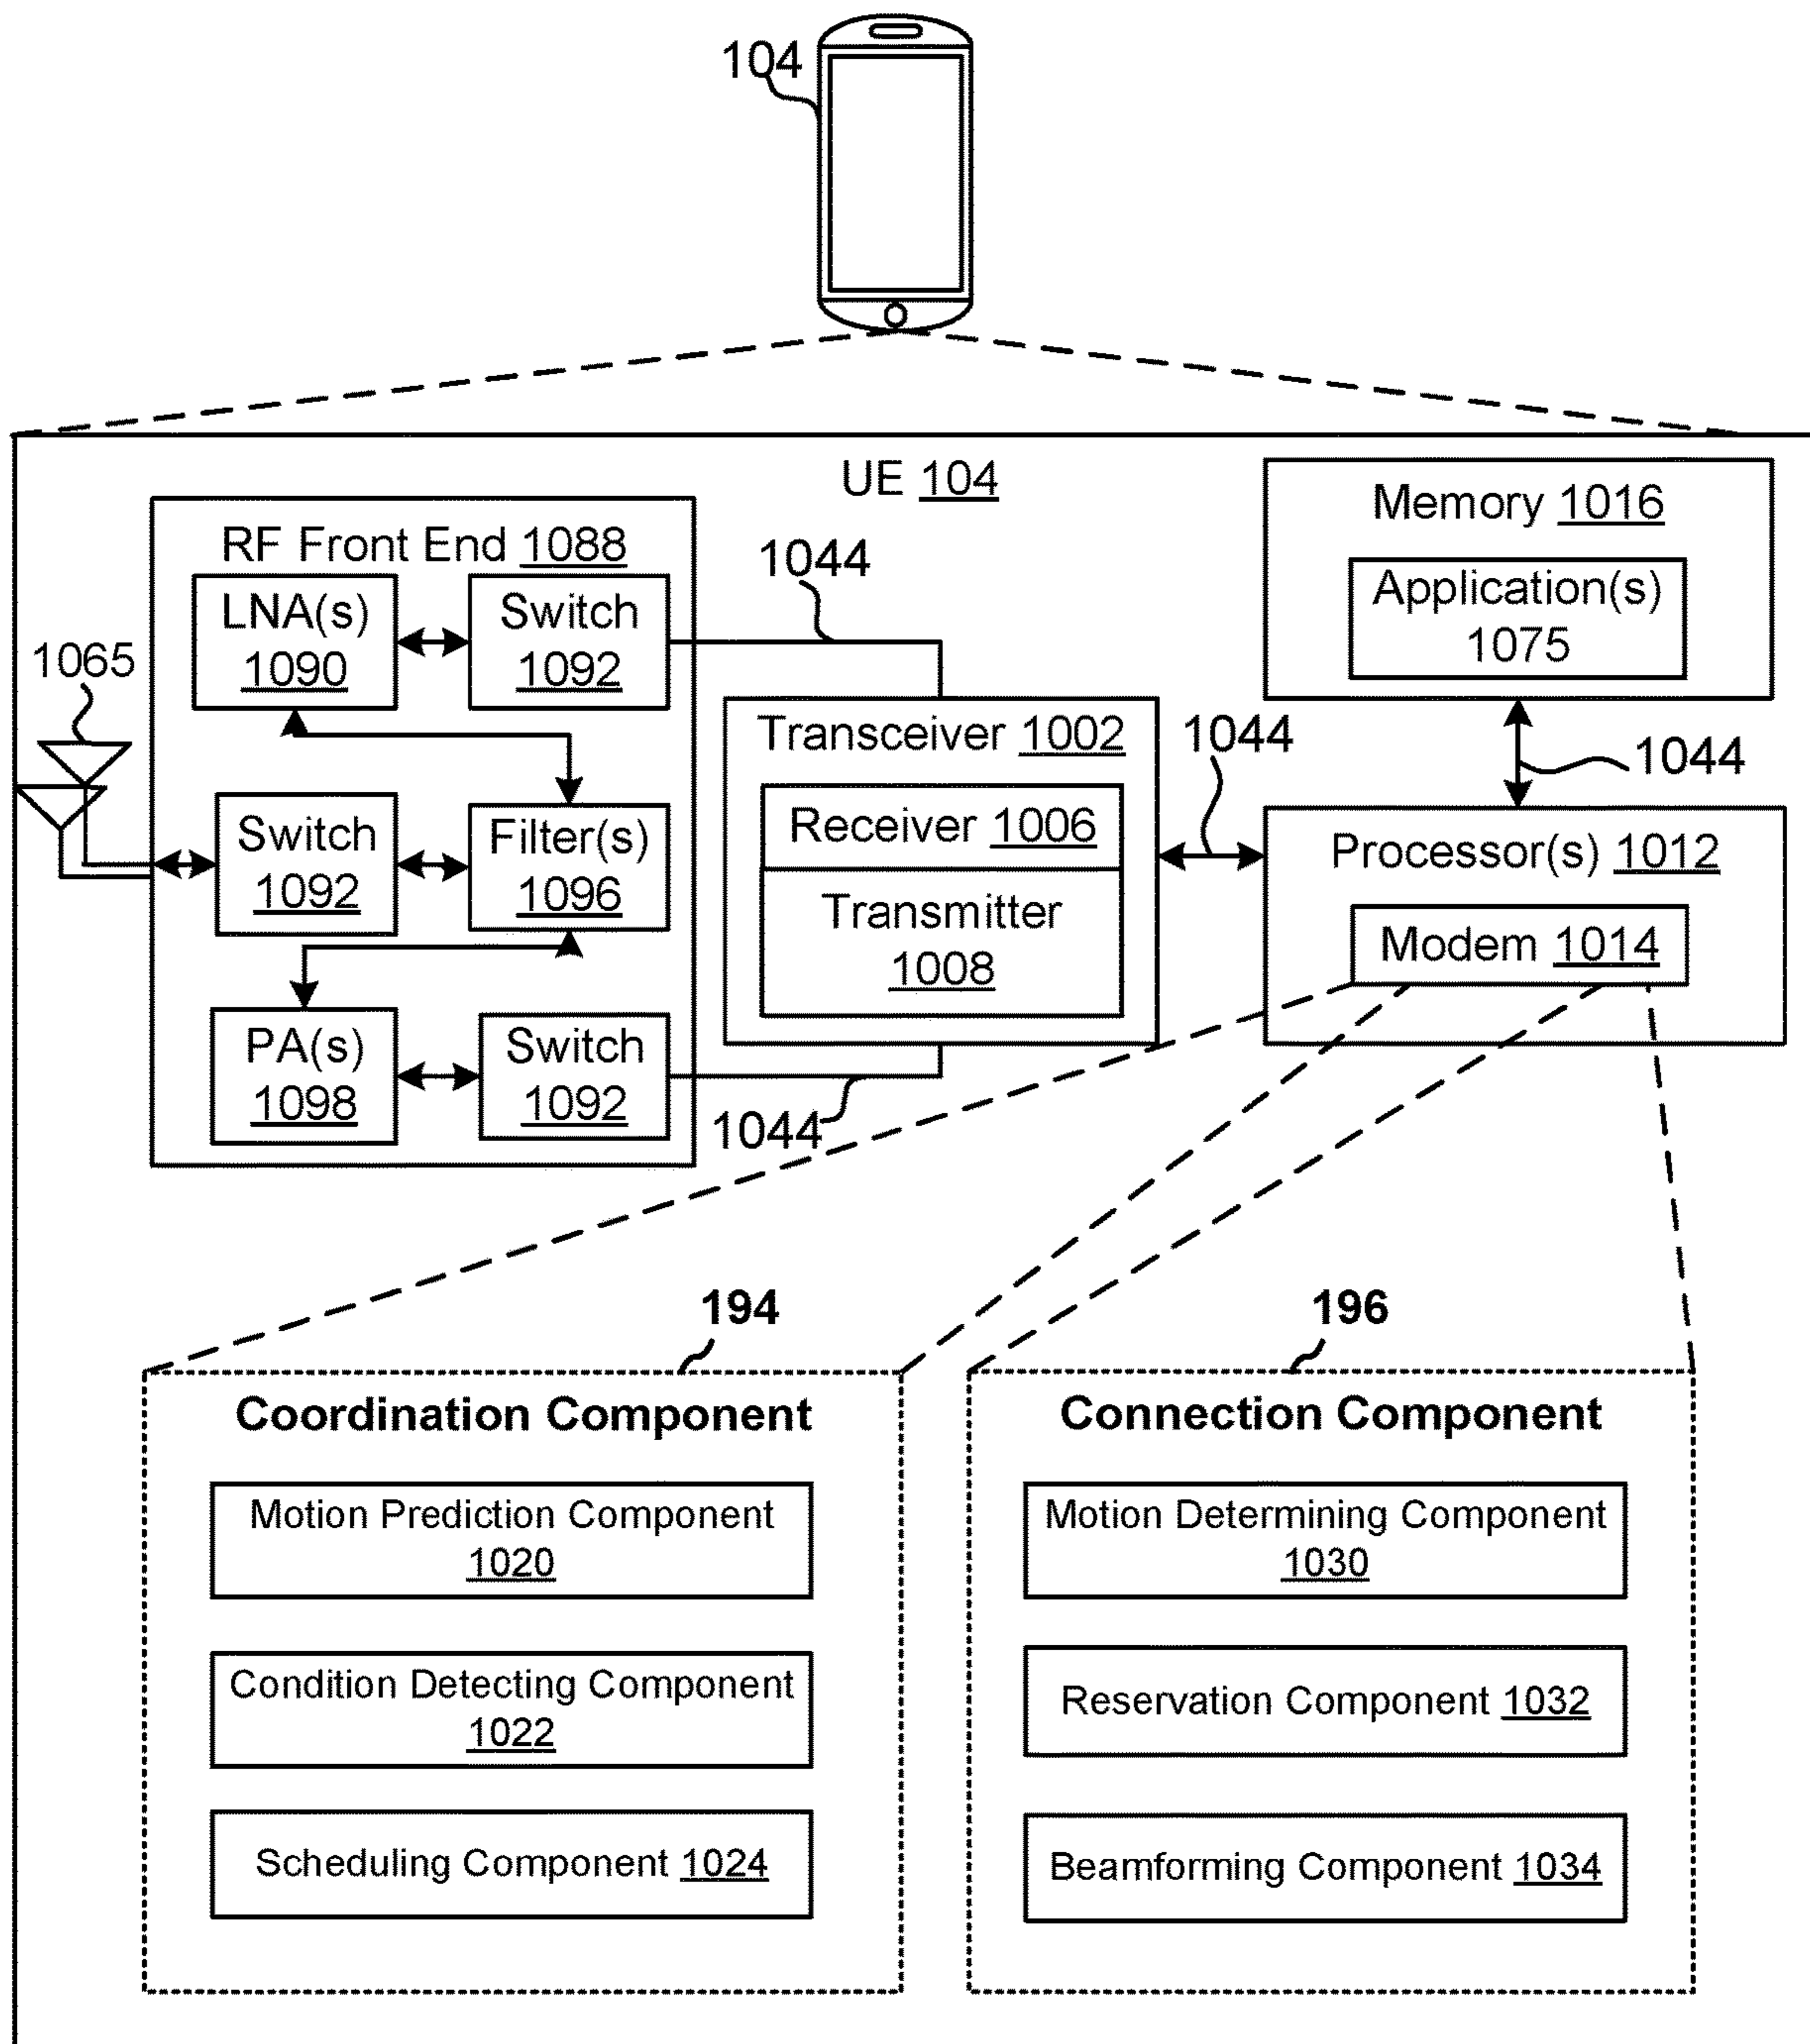 104
UE 104
RF Front End 1088
LNA(s)
1090
Switch
1092
1044
Memory 1016
Application(s)
1075
1065
Transceiver 1002
Receiver 1006
Transmitter
1008
1044
1044
Switch
1092
Filter(s)
1096
Processor(s) 1012
Modem 1014
PA(s)
1098
Switch
1092
1044
194
Coordination Component
Motion Prediction Component
1020
Condition Detecting Component
1022
Scheduling Component 1024
196
Connection Component
Motion Determining Component
1030
Reservation Component 1032
Beamforming Component 1034